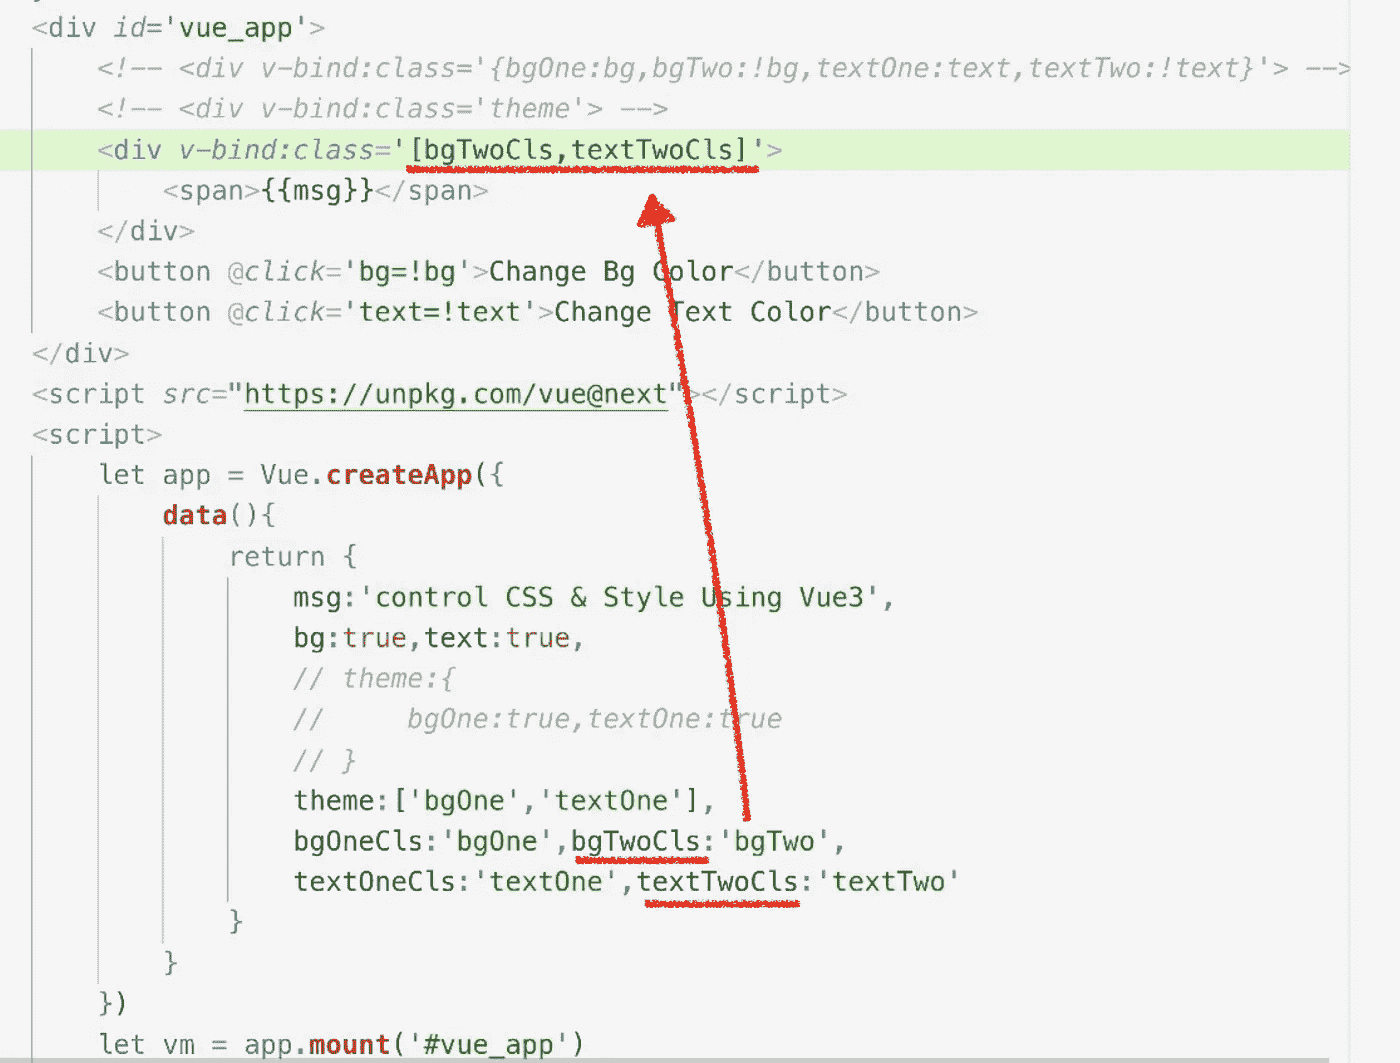 <div id='vue_app'>
<!-- <div v-bind:class='{bgOne:bg,bgTwo:!bg,textOne:text,textTwo:!text}'> -->
<!-- <div v-bind:class='theme'> -->
<div v-bind:class='[bgTwoCls,textTwoCls]'>
<span>{{msg}}</span>
</div>
<button @click='bg=!bg'>Change Bg Color</button>
<button @click='text=!text'>Change Text Color</button>
</div>
<script src="https://unpkg.com/vue@next"></script>
<script>
let app = Vue.createApp({
data(){
return {
msg:'control CSS & Style Using Vue3',
bg:true,text:true,
// theme:{
//     bgOne:true,textOne:true
// }
theme:['bgOne','textOne'],
bgOneCls:'bgOne',bgTwoCls:'bgTwo',
textOneCls:'textOne',textTwoCls:'textTwo'
}
}
})
let vm = app.mount('#vue_app')